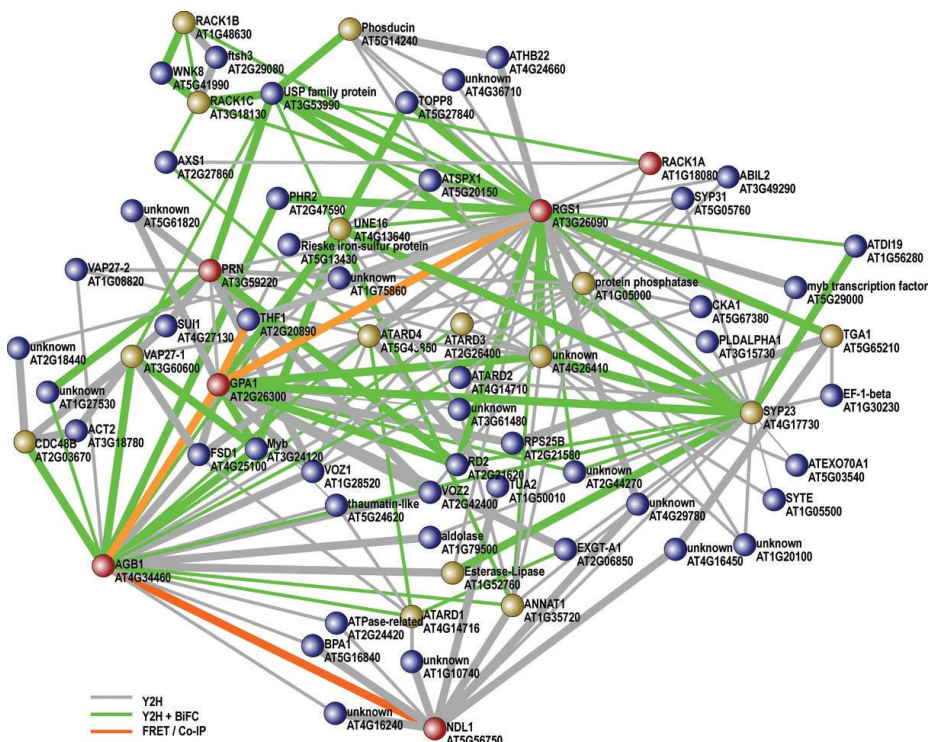 RACK1B
AT1G48630
Phosducin
AT5G14240
ftsh3
AT2G29080
ATHB22
AT4G24660
WNK8
AT5G41990
unknown
AT4G36710
USP family protein
AT3G53990
RACK1C
AT3G18130
TOPP8
AT5G27840
AXS1
AT2G27860
RACK1A
AT1G18080
ABIL2
AT3G49290
ATSPX1
AT5G20150
PHR2
AT2G47590
SYP31
AT5G05760
unknown
AT5G61820
RGS1
AT3G26090
UNE16
AT4G13640
Rieske iron-sulfur protein
AT5G13430
ATDI19
AT1G56280
VAP27-2
AT1G08820
PRN
AT3G59220
unknown
AT1G75860
protein phosphatase
AT1G05000
myb transcription factor
AT5G29000
CKA1
AT5G67380
SUI1
AT4G27130
THF1
AT2G20890
ATARD4
ATARD3
AT2G26400
PLDALPHA1
AT3G15730
TGA1
AT5G65210
unknown
AT2G18440
VAP27-1
AT3G60600
unknown
AT4G26410
GPA1
AT2G26300
ATARD2
AT4G14710
unknown
AT1G27530
EF-1-beta
AT1G30230
unknown
AT3G61480
SYP23
AT4G17730
ACT2
AT3G18780
CDC48B
AT2G03670
Myb
AT3G24120
RPS25B
AT2G21580
FSD1
AT4G25100
VOZ1
AT1G28520
RD2
AT2G21620
unknown
AT2G44270
ATEXO70A1
AT5G03540
TUA2
AT1G50010
VOZ2
AT2G42400
thaumatin-like
AT5G24620
unknown
AT4G29780
SYTE
AT1G05500
aldolase
AT1G79500
EXGT-A1
AT2G06850
unknown
AT4G16450
unknown
AT1G20100
AGB1
AT4G34460
Esterase-Lipase
AT1G52760
ANNAT1
AT1G35720
ATARD1
AT4G14716
ATPase-related
AT2G24420
BPA1
AT5G16840
unknown
AT1G10740
unknown
AT4G16240
NDL1
AT5G56750
Y2H
Y2H + BiFC
FRET / Co-IP